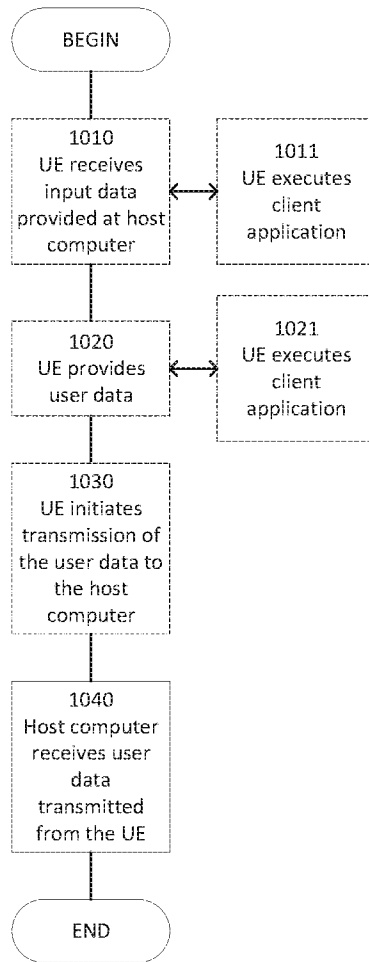 BEGIN
1010
UE receives
input data
provided at host
computer
1011
UE executes
client
application
1020
UE provides
user data
1021
UE executes
client
application
1030
UE initiates
transmission of
the user data to
the host
computer
1040
Host computer
receives user
data
transmitted
from the UE
END